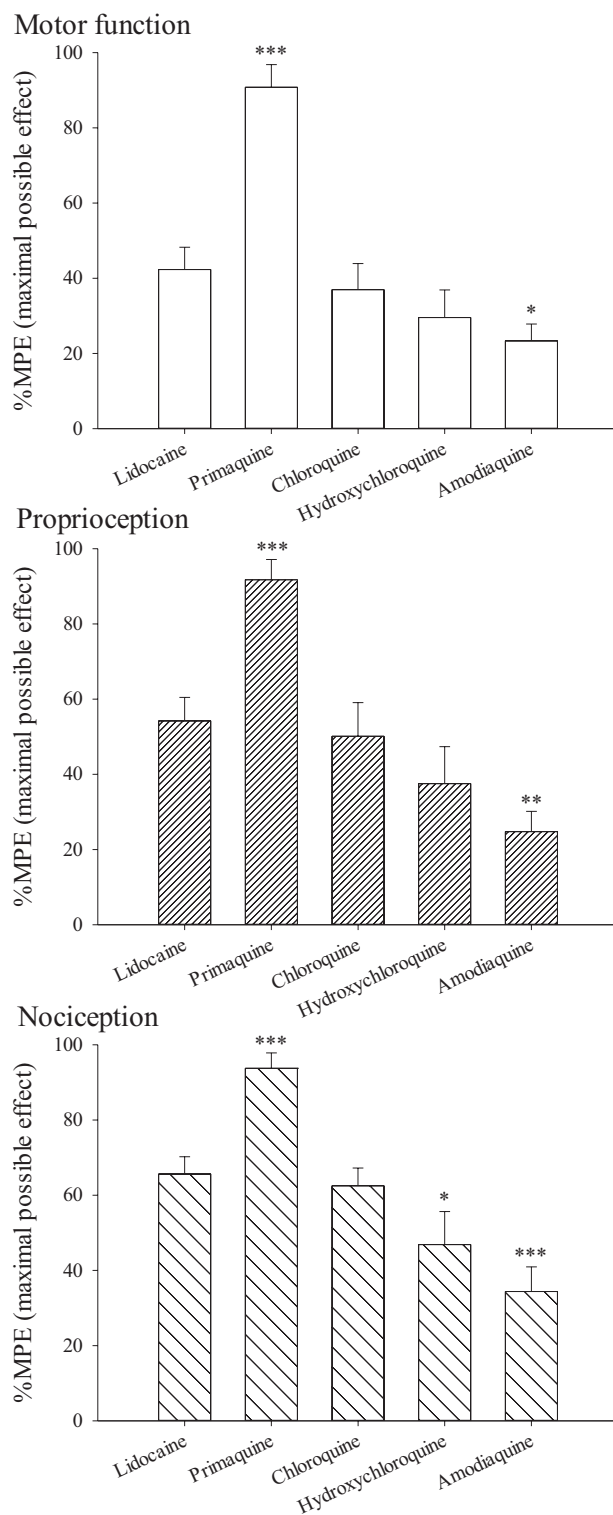 Motor function
%MPE (maximal possible effect)
100
80
60
40
20
0
***
*
Lidocaine
Primaquine
Chloroquine
Hydroxychloroquine
Amodiaquine
Proprioception
%MPE (maximal possible effect)
100
80
60
40
20
0
***
**
Lidocaine
Primaquine
Chloroquine
Hydroxychloroquine
Amodiaquine
Nociception
%MPE (maximal possible effect)
100
80
60
40
20
0
***
*
***
Lidocaine
Primaquine
Chloroquine
Hydroxychloroquine
Amodiaquine